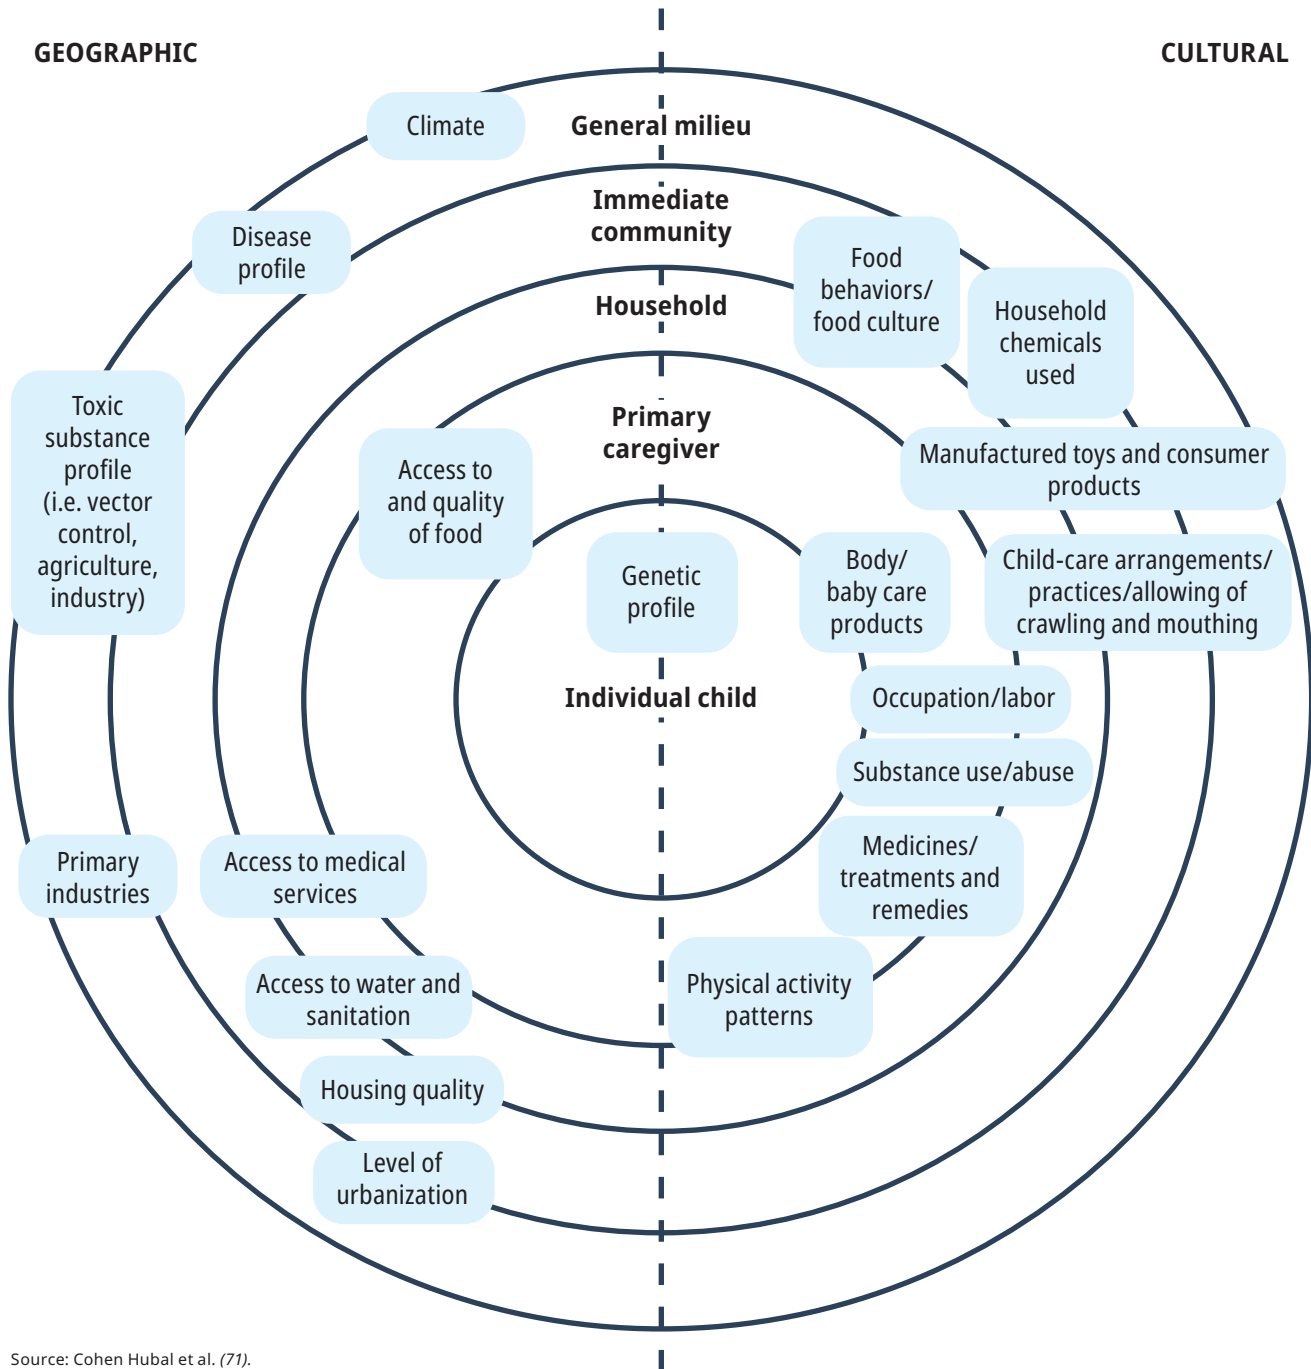 GEOGRAPHIC
CULTURAL
Climate
General milieu
Immediate
community
Disease
profile
Food
behaviors/
food culture
Household
chemicals
used
Household
Toxic
substance
profile
(i.e. vector
control,
agriculture,
industry)
Primary
caregiver
Access to
and quality
of food
Manufactured toys and consumer
products
Genetic
profile
Body/
baby care
products
Child-care arrangements/
practices/allowing of
crawling and mouthing
Individual child
Occupation/labor
Substance use/abuse
Primary
industries
Access to medical
services
Medicines/
treatments and
remedies
Access to water and
sanitation
Physical activity
patterns
Housing quality
Level of
urbanization
Source: Cohen Hubal et al. (71).